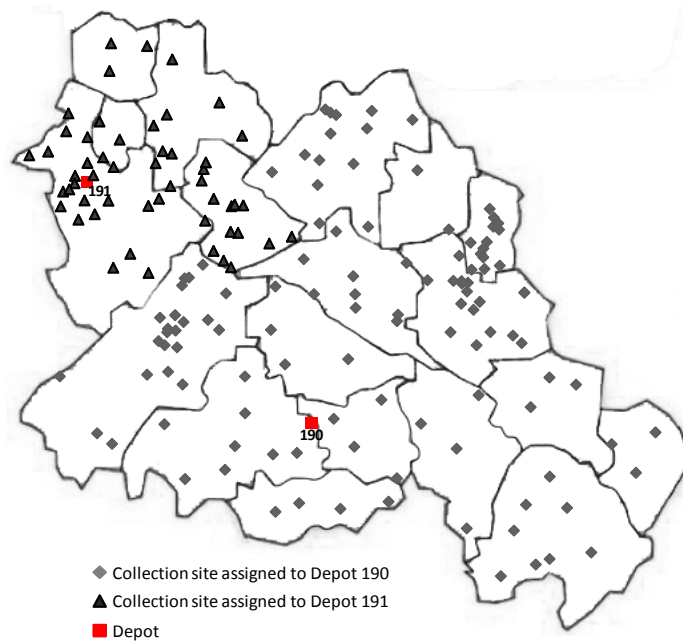 191
190
Collection site assigned to Depot 190
Collection site assigned to Depot 191
Depot